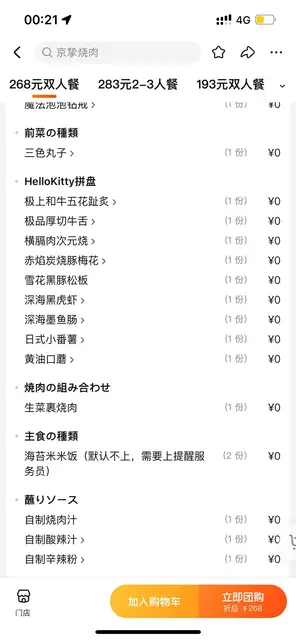 00:21
4G
京挚烧肉
268元双人餐 283元2-3人餐 193元双人餐
魔法泡泡钻戒 > (1 份) ¥0
前菜の種類
三色丸子 > (1 份) ¥0
HelloKitty拼盘
极上和牛五花趾炙 > (1 份) ¥0
极品厚切牛舌 > (1 份) ¥0
横膈肉次元烧 > (1 份) ¥0
赤焰炭烧豚梅花 > (1 份) ¥0
雪花黑豚松板 (1 份) ¥0
深海黑虎虾 > (1 份) ¥0
深海墨鱼肠 > (1 份) ¥0
日式小番薯 > (1 份) ¥0
黄油口蘑 > (1 份) ¥0
焼肉の組み合わせ
生菜裹烧肉 (1 份) ¥0
主食の種類
海苔米米饭（默认不上，需要上提醒服 (2 份) ¥0
务员）
蘸りソース
自制烧肉汁 (1 份) ¥0
自制酸辣汁 > (1 份) ¥0
自制辛辣粉 > (1 份) ¥0
门店
加入购物车
立即团购
折后 ¥268